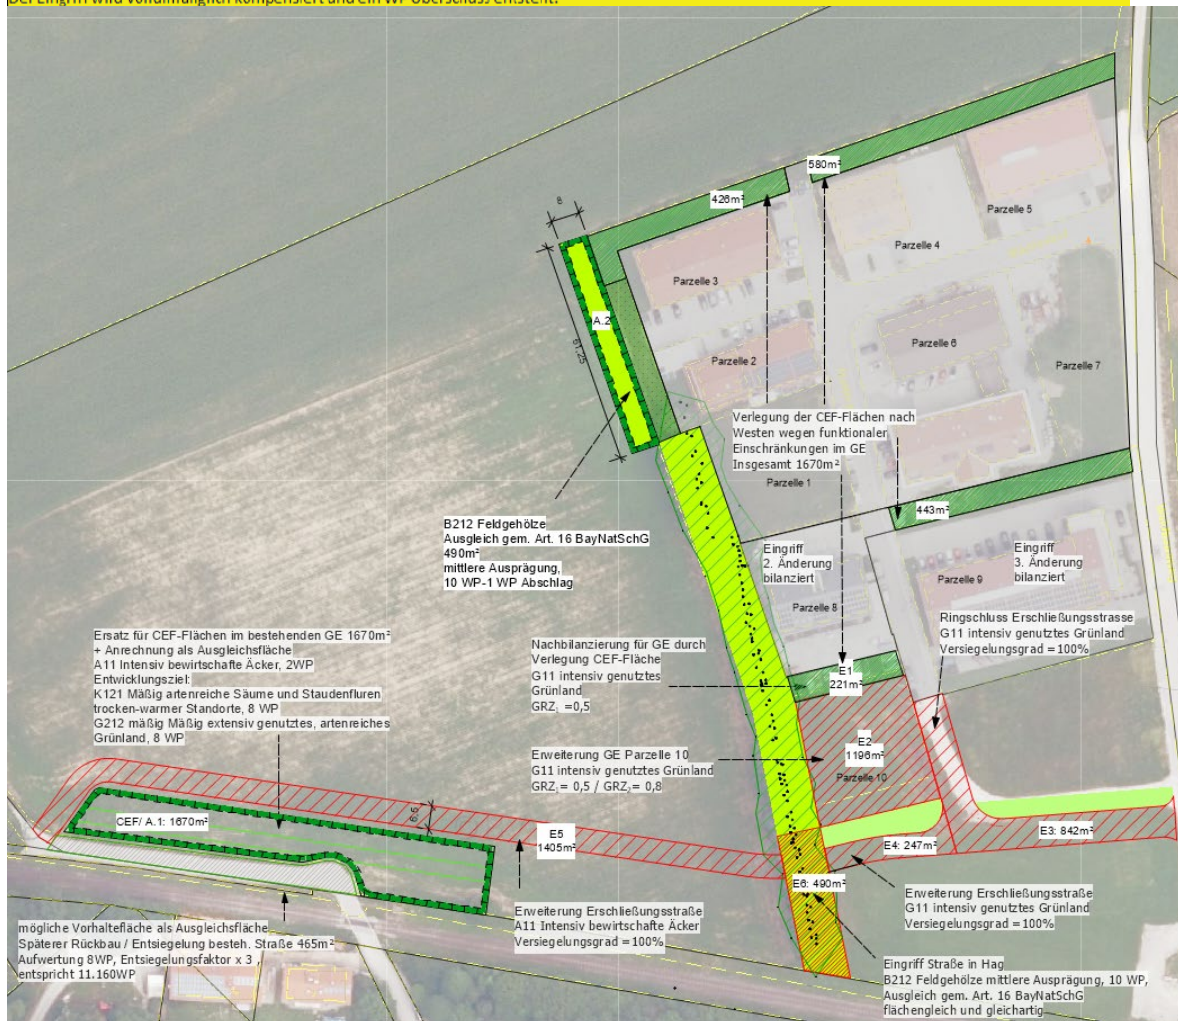 Der Eingriff wird vollumfänglich kompensiert und ein WP Überschuss entsteht.
580m²
426m²
8
Parzelle 5
Parzelle 4
Parzelle 3
A.2
61,25
Parzelle 6
Parzelle 2
Parzelle 7
Verlegung der CEF-Flächen nach
Westen wegen funktionaler
Einschränkungen im GE
Insgesamt 1670m²
Parzelle 1
443m²
B212 Feldgehölze
Ausgleich gem. Art. 16 BayNatSchG
490m²
mittlere Ausprägung,
10 WP-1 WP Abschlag
Eingriff
2. Änderung
bilanziert
Eingriff
3. Änderung
bilanziert
Parzelle 9
Parzelle 8
Ringschluss Erschließungsstrasse
G11 intensiv genutztes Grünland
Versiegelungsgrad =100%
Ersatz für CEF-Flächen im bestehenden GE 1670m²
+ Anrechnung als Ausgleichsfläche
A11 Intensiv bewirtschafte Äcker, 2WP
Entwicklungsziel:
K121 Mäßig artenreiche Säume und Staudenfluren
trocken-warmer Standorte, 8 WP
G212 mäßig Mäßig extensiv genutztes, artenreiches
Grünland, 8 WP
Nachbilanzierung für GE durch
Verlegung CEF-Fläche
G11 intensiv genutztes
Grünland
GRZ₁ =0,5
E1
221m²
E2
1196m²
Parzelle 10
Erweiterung GE Parzelle 10
G11 intensiv genutztes Grünland
GRZ₁= 0,5 / GRZ₂= 0,8
CEF/ A.1: 1670m²
6,5
E5
1405m²
E3: 842m²
E4: 247m²
E6: 490m²
Erweiterung Erschließungsstraße
G11 intensiv genutztes Grünland
Versiegelungsgrad =100%
Erweiterung Erschließungsstraße
A11 Intensiv bewirtschafte Äcker
Versiegelungsgrad =100%
mögliche Vorhaltefläche als Ausgleichsfläche
Späterer Rückbau / Entsiegelung besteh. Straße 465m²
Aufwertung 8WP, Entsiegelungsfaktor x 3 ,
entspricht 11.160WP
Eingriff Straße in Hag
B212 Feldgehölze mittlere Ausprägung, 10 WP,
Ausgleich gem. Art. 16 BayNatSchG
flächengleich und gleichartig